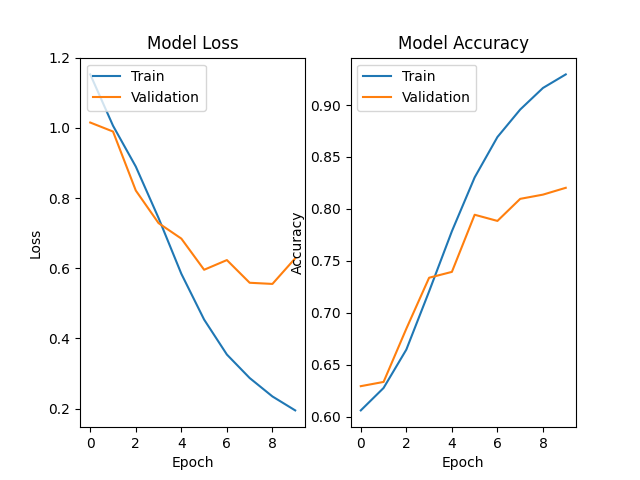 Model Loss
Train
Validation
1.2
1.0
0.8
0.6
0.4
0.2
Loss
0 2 4 6 8
Epoch
Model Accuracy
Train
Validation
0.90
0.85
0.80
0.75
0.70
0.65
0.60
Accuracy
0 2 4 6 8
Epoch